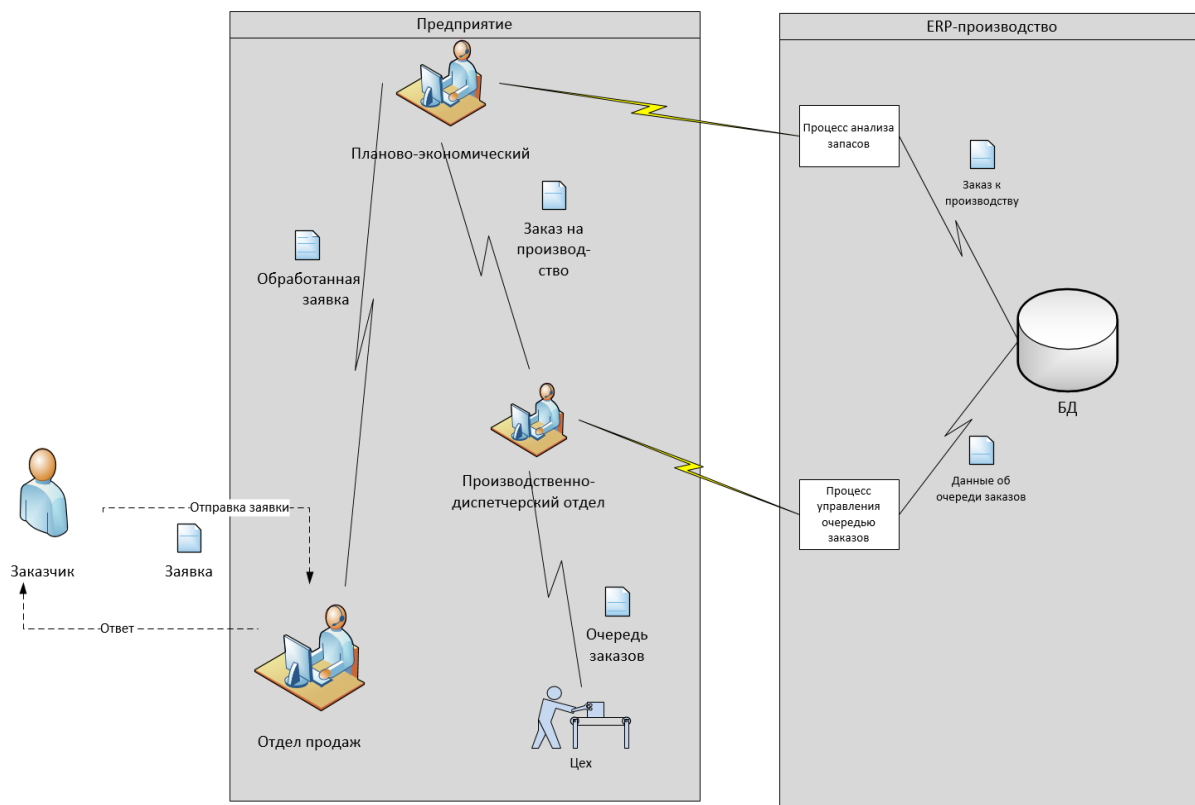 Предприятие
ERP-производство
Планово-экономический
Процесс анализа
запасов
Заказ к
производству
Заказ на
производ-
ство
Обработанная
заявка
БД
Производственно-
диспетчерский отдел
Данные об
очереди заказов
Процесс
управления
очередью
заказов
Отправка заявки
Заказчик
Заявка
Ответ
Очередь
заказов
Отдел продаж
Цех